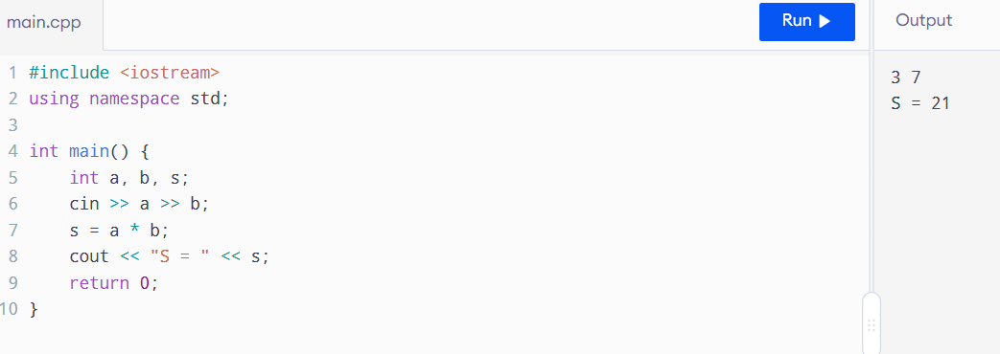 main.cpp
Run
Output
1 #include <iostream>
2 using namespace std;
3
4 int main() {
5     int a, b, s;
6     cin >> a >> b;
7     s = a * b;
8     cout << "S = " << s;
9     return 0;
10 }
3 7
S = 21